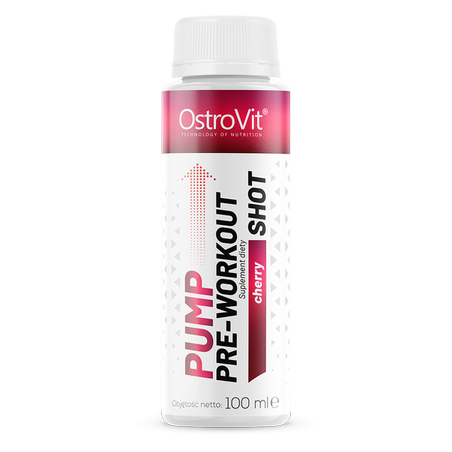 OstroVit®
TECHNOLOGY OF NUTRITION
PUMP
PRE-WORKOUT
Suplement diety
SHOT
cherry
Objętość netto: 100 ml e